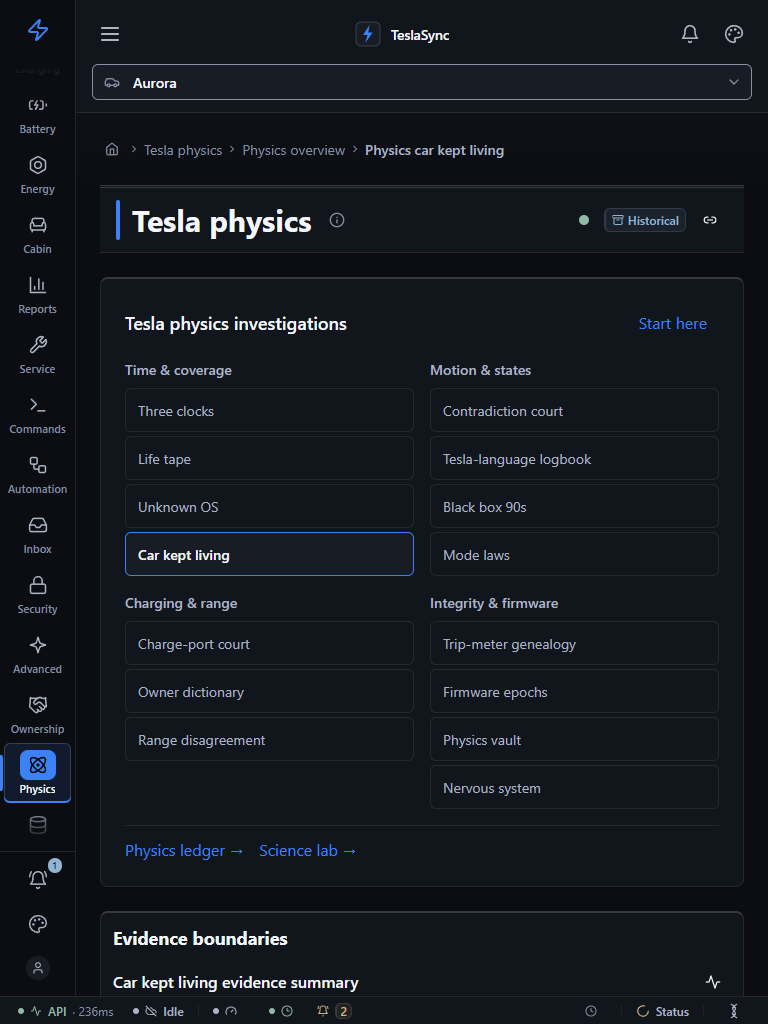 TeslaSync
Aurora
Tesla physics > Physics overview > Physics car kept living
Tesla physics
Historical
Battery
Energy
Cabin
Reports
Service
Commands
Automation
Inbox
Security
Advanced
Ownership
Physics
1
Tesla physics investigations
Start here
Time & coverage
Three clocks
Life tape
Unknown OS
Car kept living
Motion & states
Contradiction court
Tesla-language logbook
Black box 90s
Mode laws
Charging & range
Charge-port court
Owner dictionary
Range disagreement
Integrity & firmware
Trip-meter genealogy
Firmware epochs
Physics vault
Nervous system
Physics ledger →
Science lab →
Evidence boundaries
Car kept living evidence summary
API · 236ms
Idle
2
Status